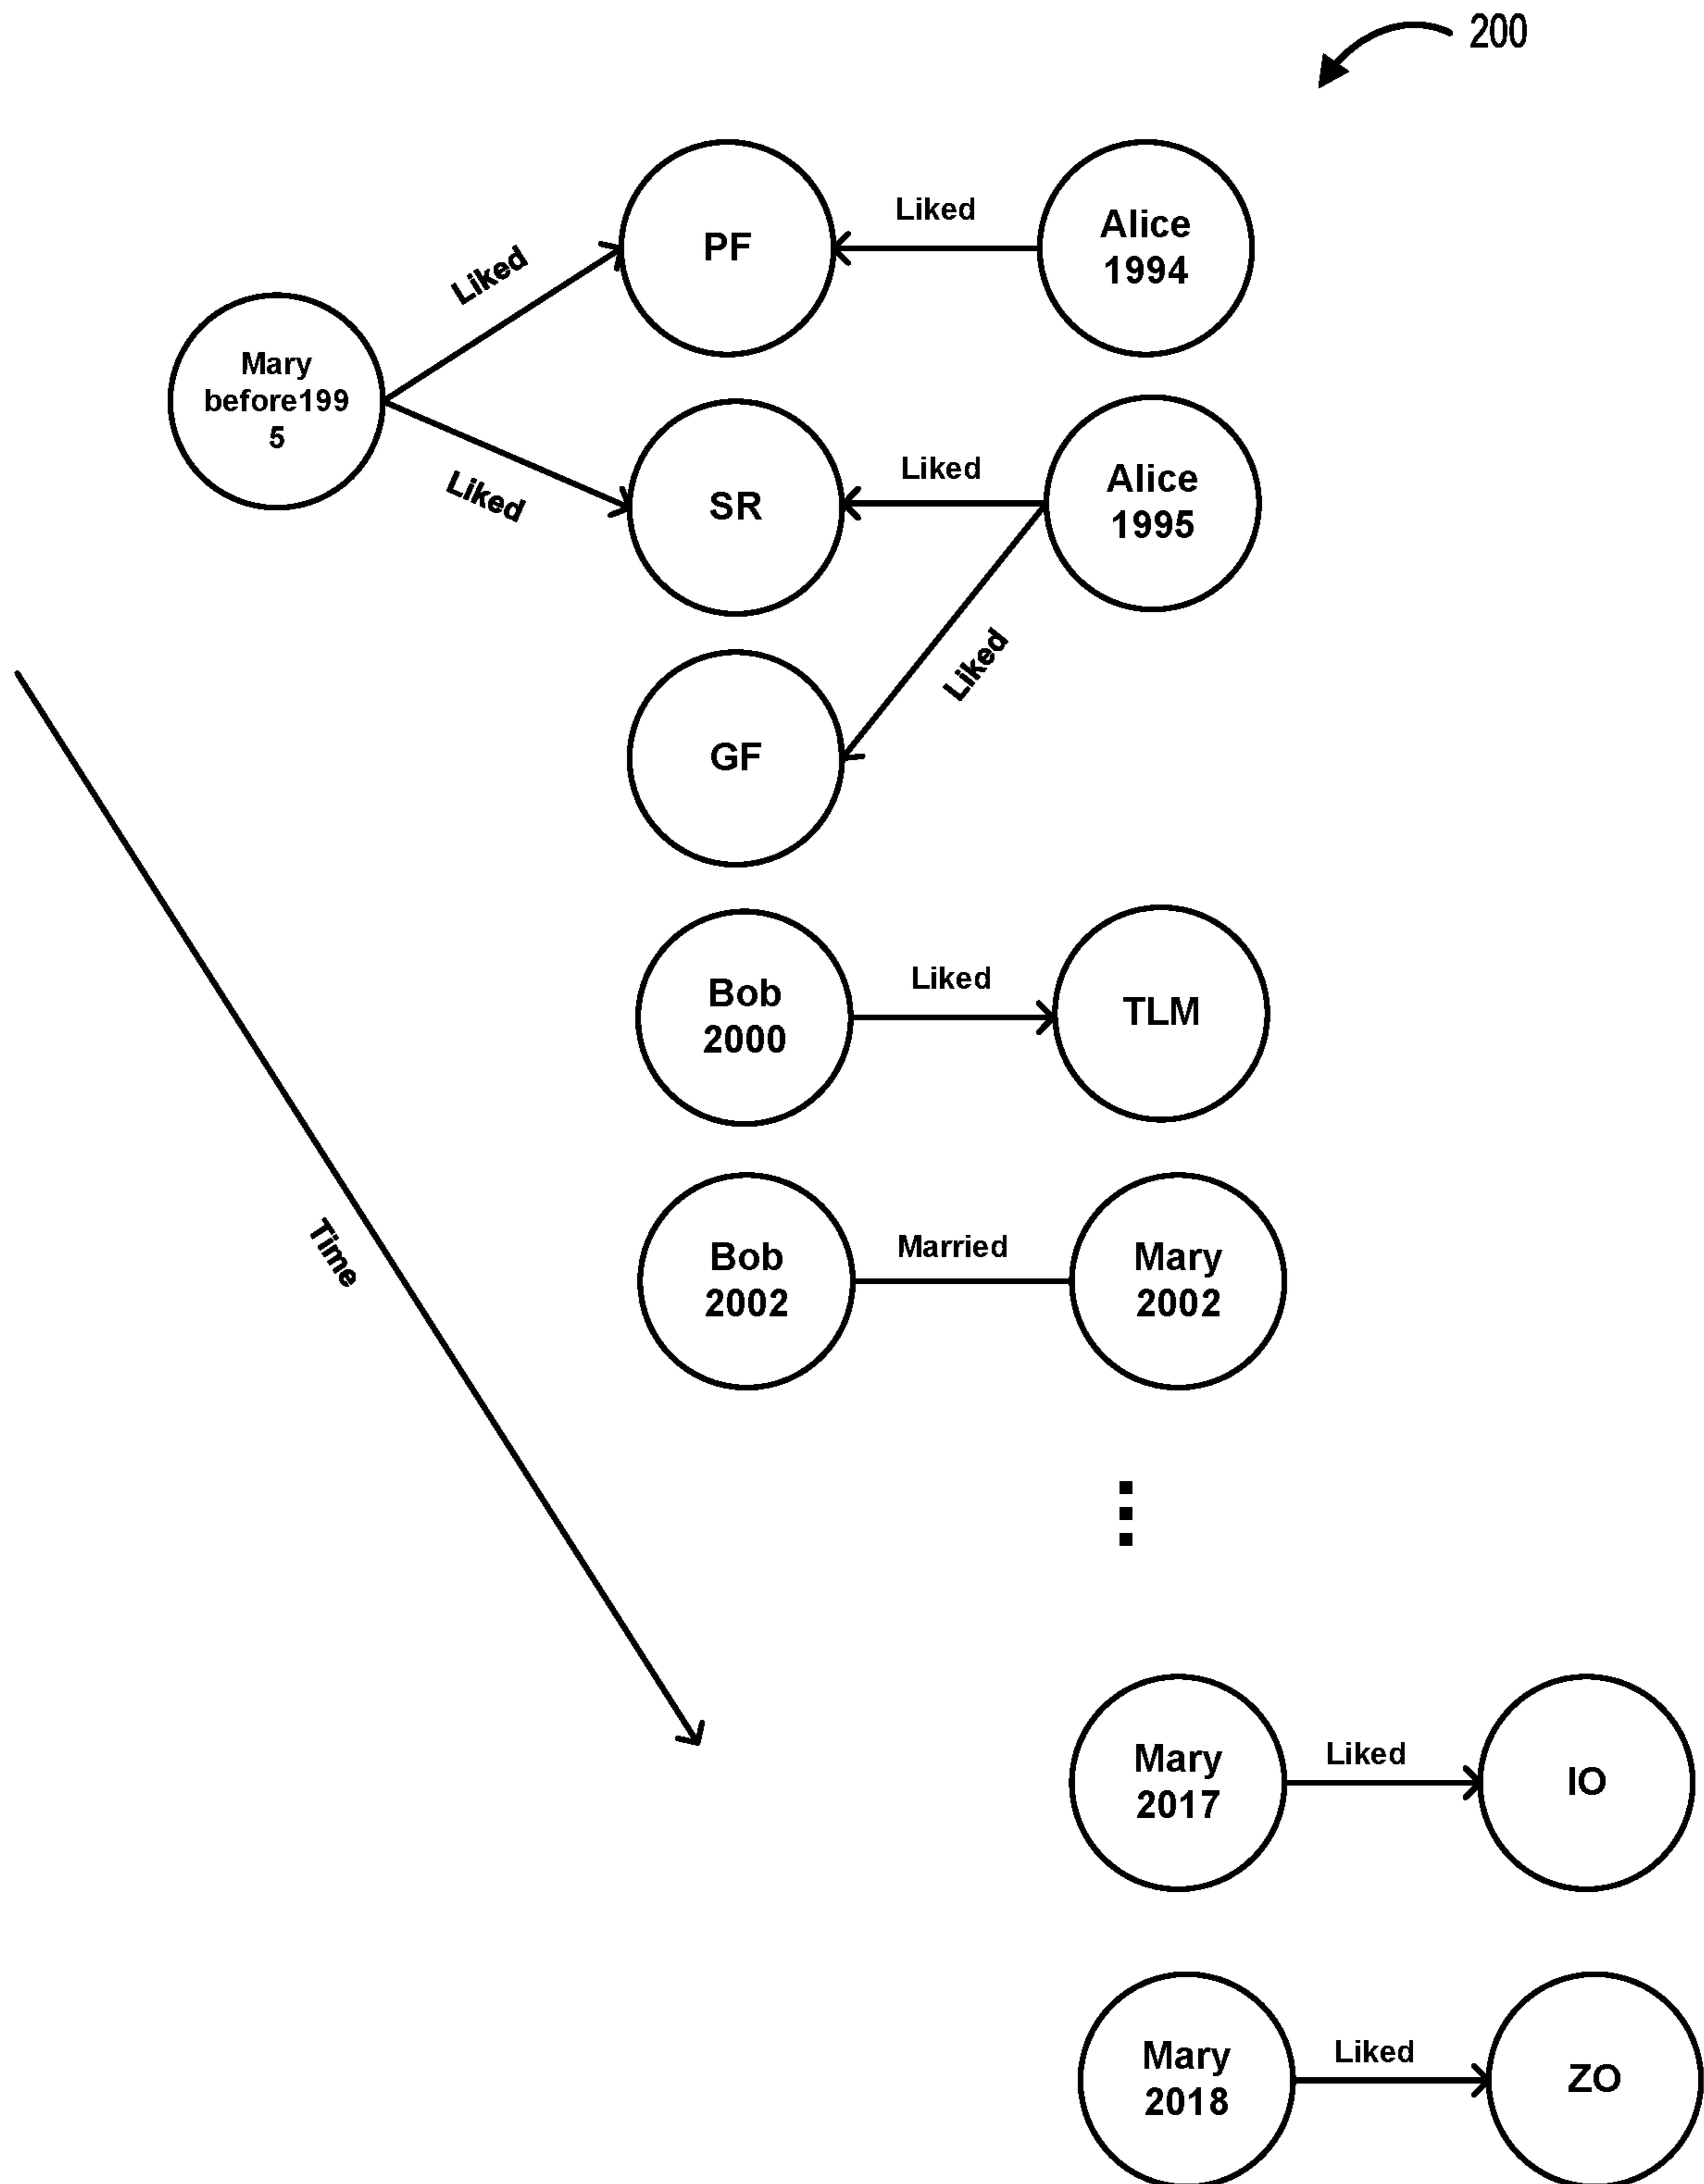 200
Liked
PF
Liked
Alice
1994
Mary
before199
5
Liked
SR
Liked
Alice
1995
GF
Liked
Bob
2000
Liked
TLM
Time
Bob
2002
Married
Mary
2002
Mary
2017
Liked
IO
Mary
2018
Liked
ZO